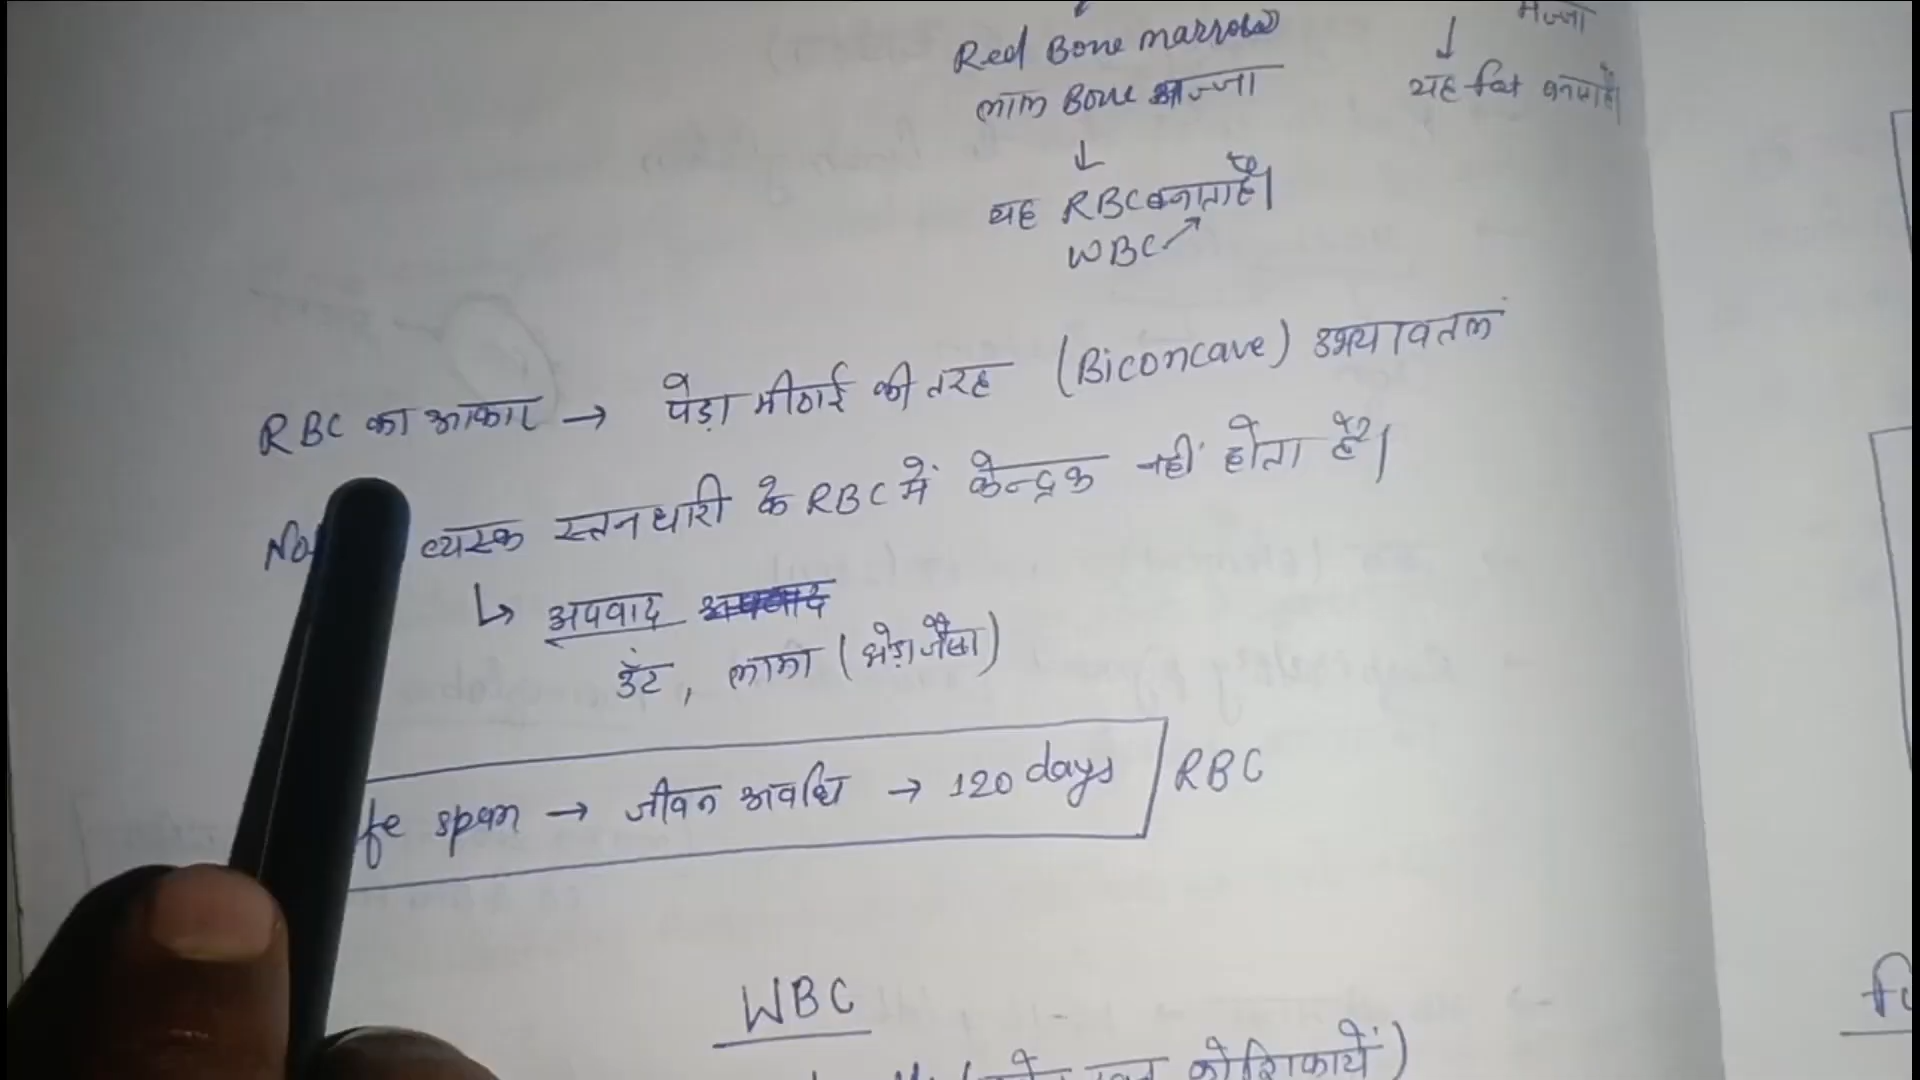 Red Bone marrow
लाल Bone मज्जा
↓
यह RBC बनाता है।
WBC ↗
मज्जा
↓
यह fat बनाता है।
RBC का आकार → पेड़ा मीठाई की तरह (Biconcave) उभयावतल
No व्यस्क स्तनधारी के RBC में केन्द्रक नहीं होता है।
↳ अपवाद
ऊंट, लामा (भेड़ जैसा)
fe span → जीवन अवधि → 120 days RBC
WBC
कोशिकायें)